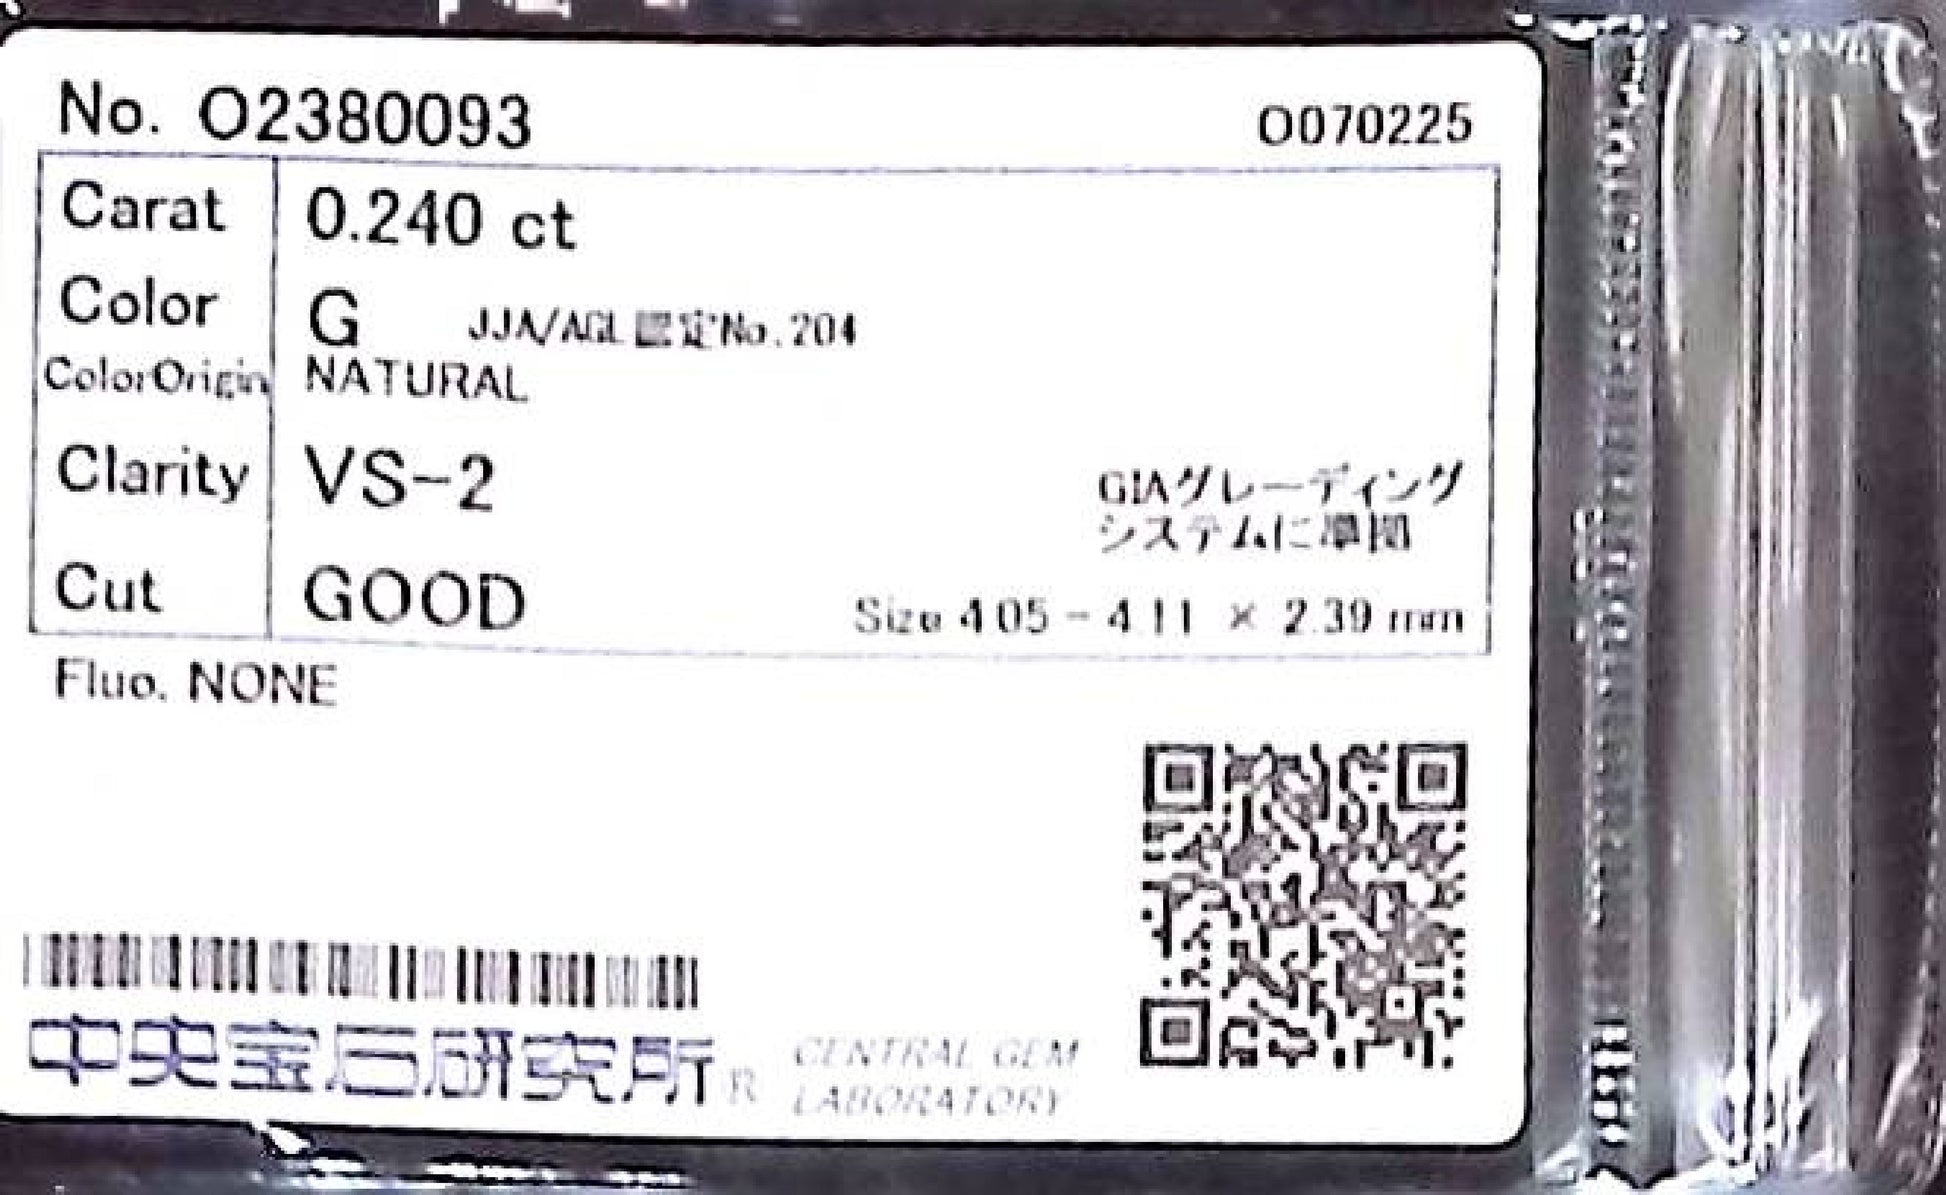 No. O2380093
O070225
Carat 0.240 ct
Color G JJA/AGL認定No.204
ColorOrigin NATURAL
Clarity VS-2
GIAグレーディング
システムに準拠
Cut GOOD
Size 4.05 - 4.11 × 2.39 mm
Fluo. NONE
中央宝石研究所 R
CENTRAL GEM
LABORATORY